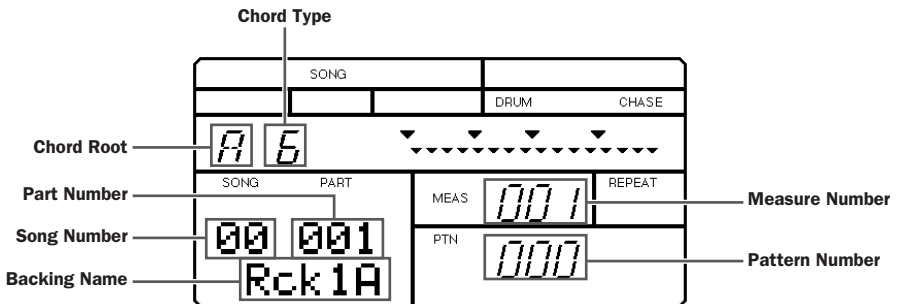 Chord Type
SONG
DRUM CHASE
Chord Root
A 6
SONG PART
MEAS 001 REPEAT
Part Number
Measure Number
Song Number
00 001
PTN 000
Pattern Number
Backing Name
Rck1A